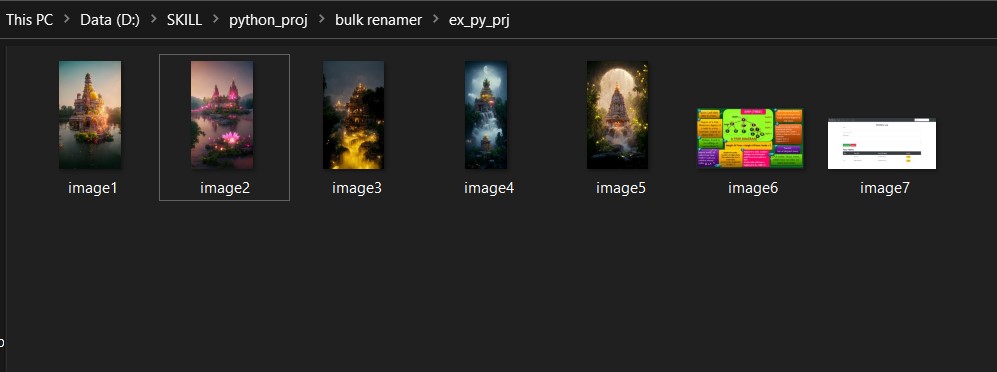 This PC > Data (D:) > SKILL > python_proj > bulk renamer > ex_py_prj
image1 image2 image3 image4 image5 image6 image7